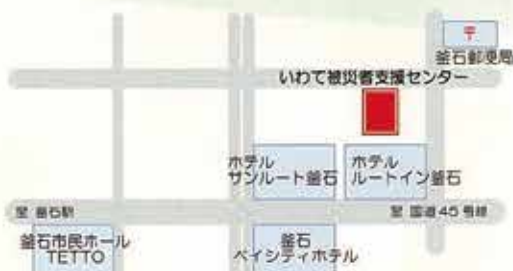 〒
釜石郵便局
いわて被災者支援センター
ホテル
サンルート釜石
ホテル
ルートイン釜石
至 釜石駅
至 国道45号線
釜石市民ホール
TETTO
釜石
ベイシティホテル